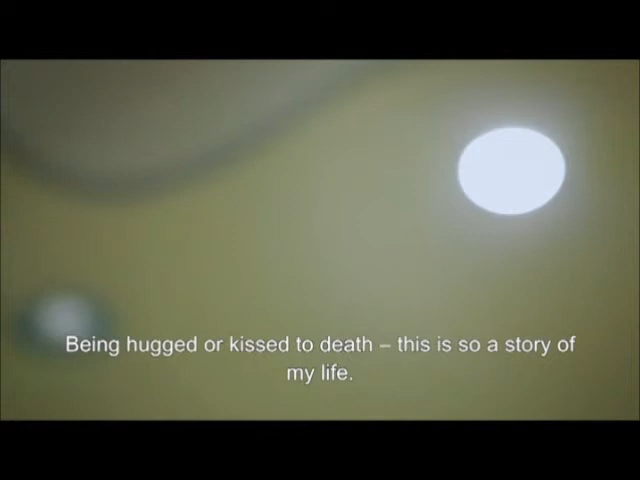 Being hugged or kissed to death – this is so a story of
my life.